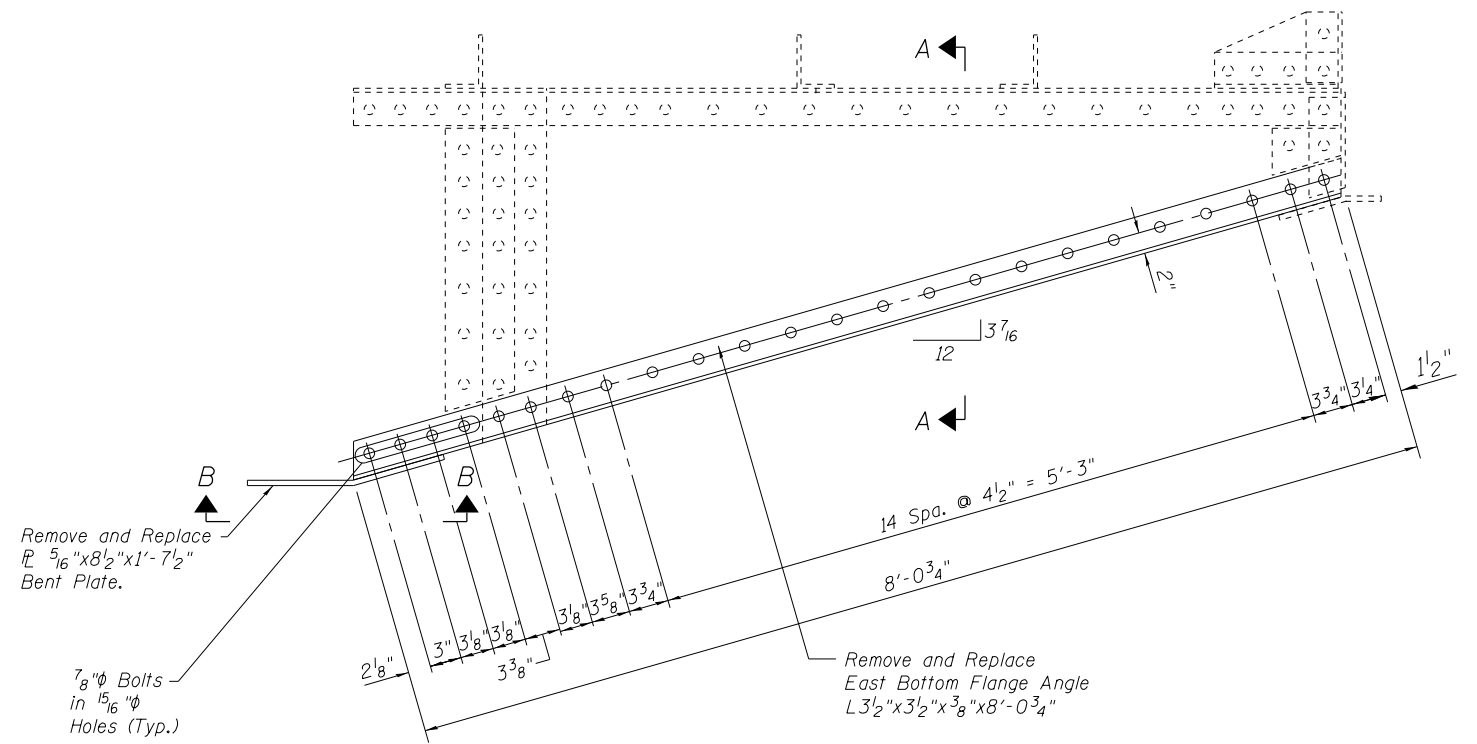 A
3 7/16
12
2"
A
1 1/2"
3 1/4"
3 3/4"
14 Spa. @ 4 1/2" = 5'-3"
8'-0 3/4"
B
B
Remove and Replace
PL 5/16"x8 1/2"x1'-7 1/2"
Bent Plate.
2 1/8"
3"
3 1/8"
3 1/8"
3 3/8"
3 1/8"
3 5/8"
3 3/4"
7/8"φ Bolts
in 15/16"φ
Holes (Typ.)
Remove and Replace
East Bottom Flange Angle
L3 1/2"x3 1/2"x3/8"x8'-0 3/4"